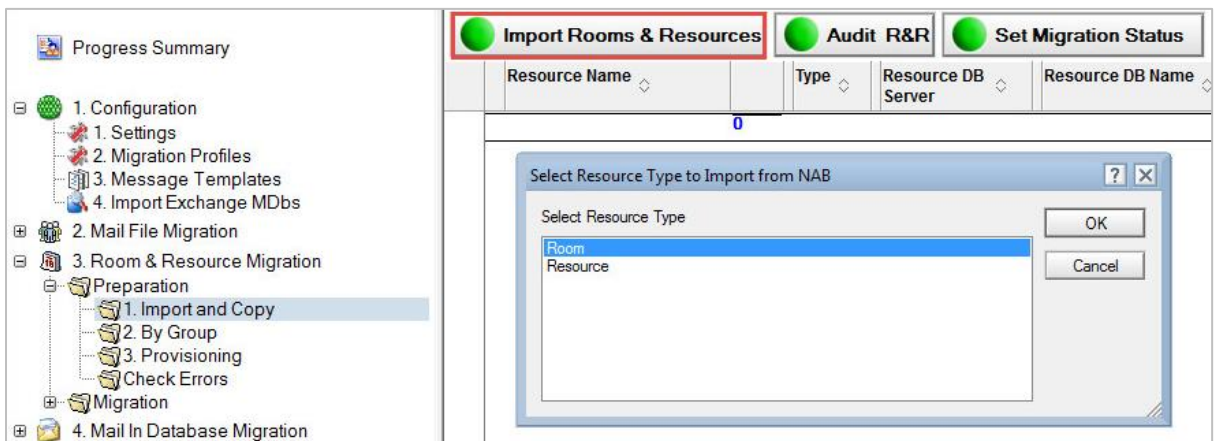 Progress Summary
1. Configuration
1. Settings
2. Migration Profiles
3. Message Templates
4. Import Exchange MDbs
2. Mail File Migration
3. Room & Resource Migration
Preparation
1. Import and Copy
2. By Group
3. Provisioning
Check Errors
Migration
4. Mail In Database Migration
Import Rooms & Resources Audit R&R Set Migration Status
Resource Name Type Resource DB Resource DB Name
Server
0
Select Resource Type to Import from NAB
Select Resource Type
OK
Room
Resource
Cancel